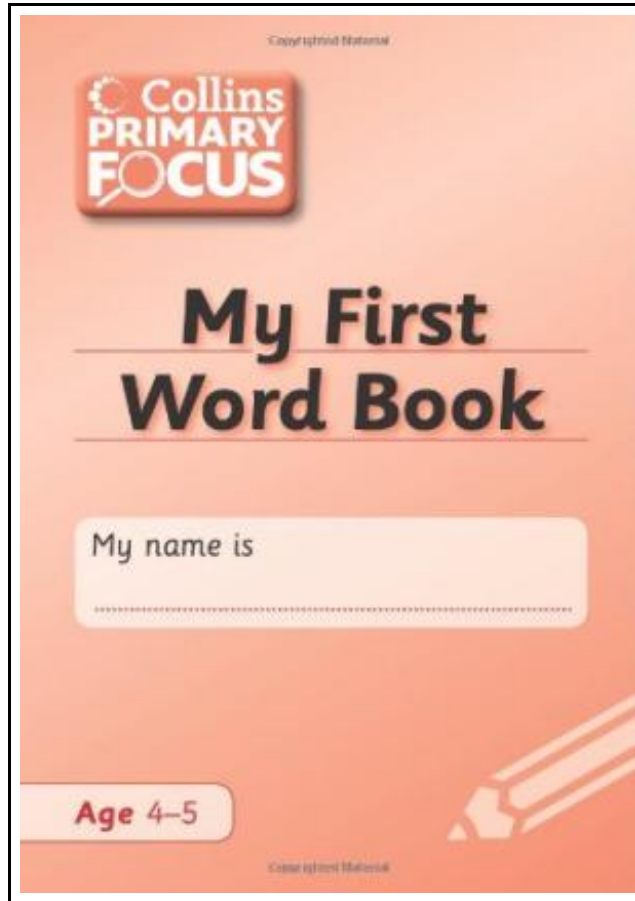 Copyrighted Material
Collins
PRIMARY
FOCUS
My First
Word Book
My name is
Age 4–5
Copyrighted Material